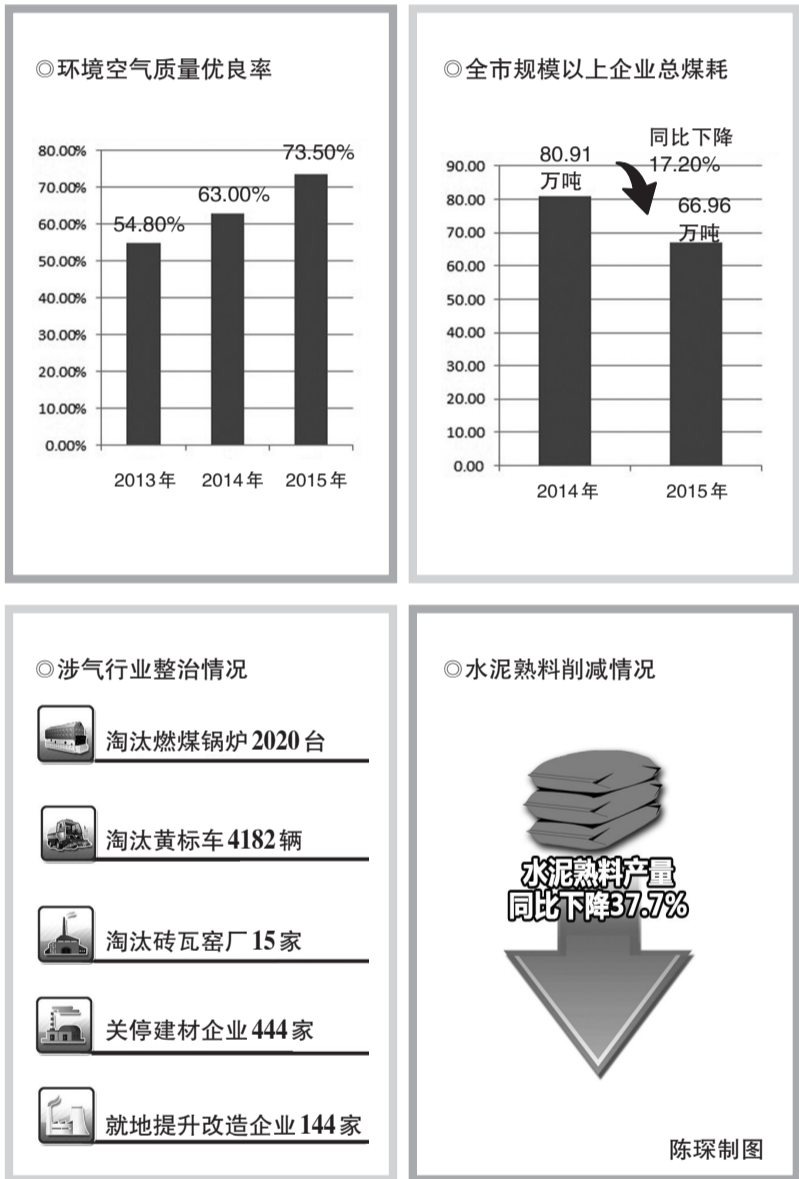 ◎环境空气质量优良率
80.00%
70.00%
60.00%
50.00%
40.00%
30.00%
20.00%
10.00%
0.00%
54.80%
63.00%
73.50%
2013年 2014年 2015年
◎全市规模以上企业总煤耗
90.00
80.00
70.00
60.00
50.00
40.00
30.00
20.00
10.00
0.00
80.91
万吨
同比下降
17.20%
66.96
万吨
2014年 2015年
◎涉气行业整治情况
淘汰燃煤锅炉2020台
淘汰黄标车4182辆
淘汰砖瓦窑厂15家
关停建材企业444家
就地提升改造企业144家
◎水泥熟料削减情况
水泥熟料产量
同比下降37.7%
陈琛制图